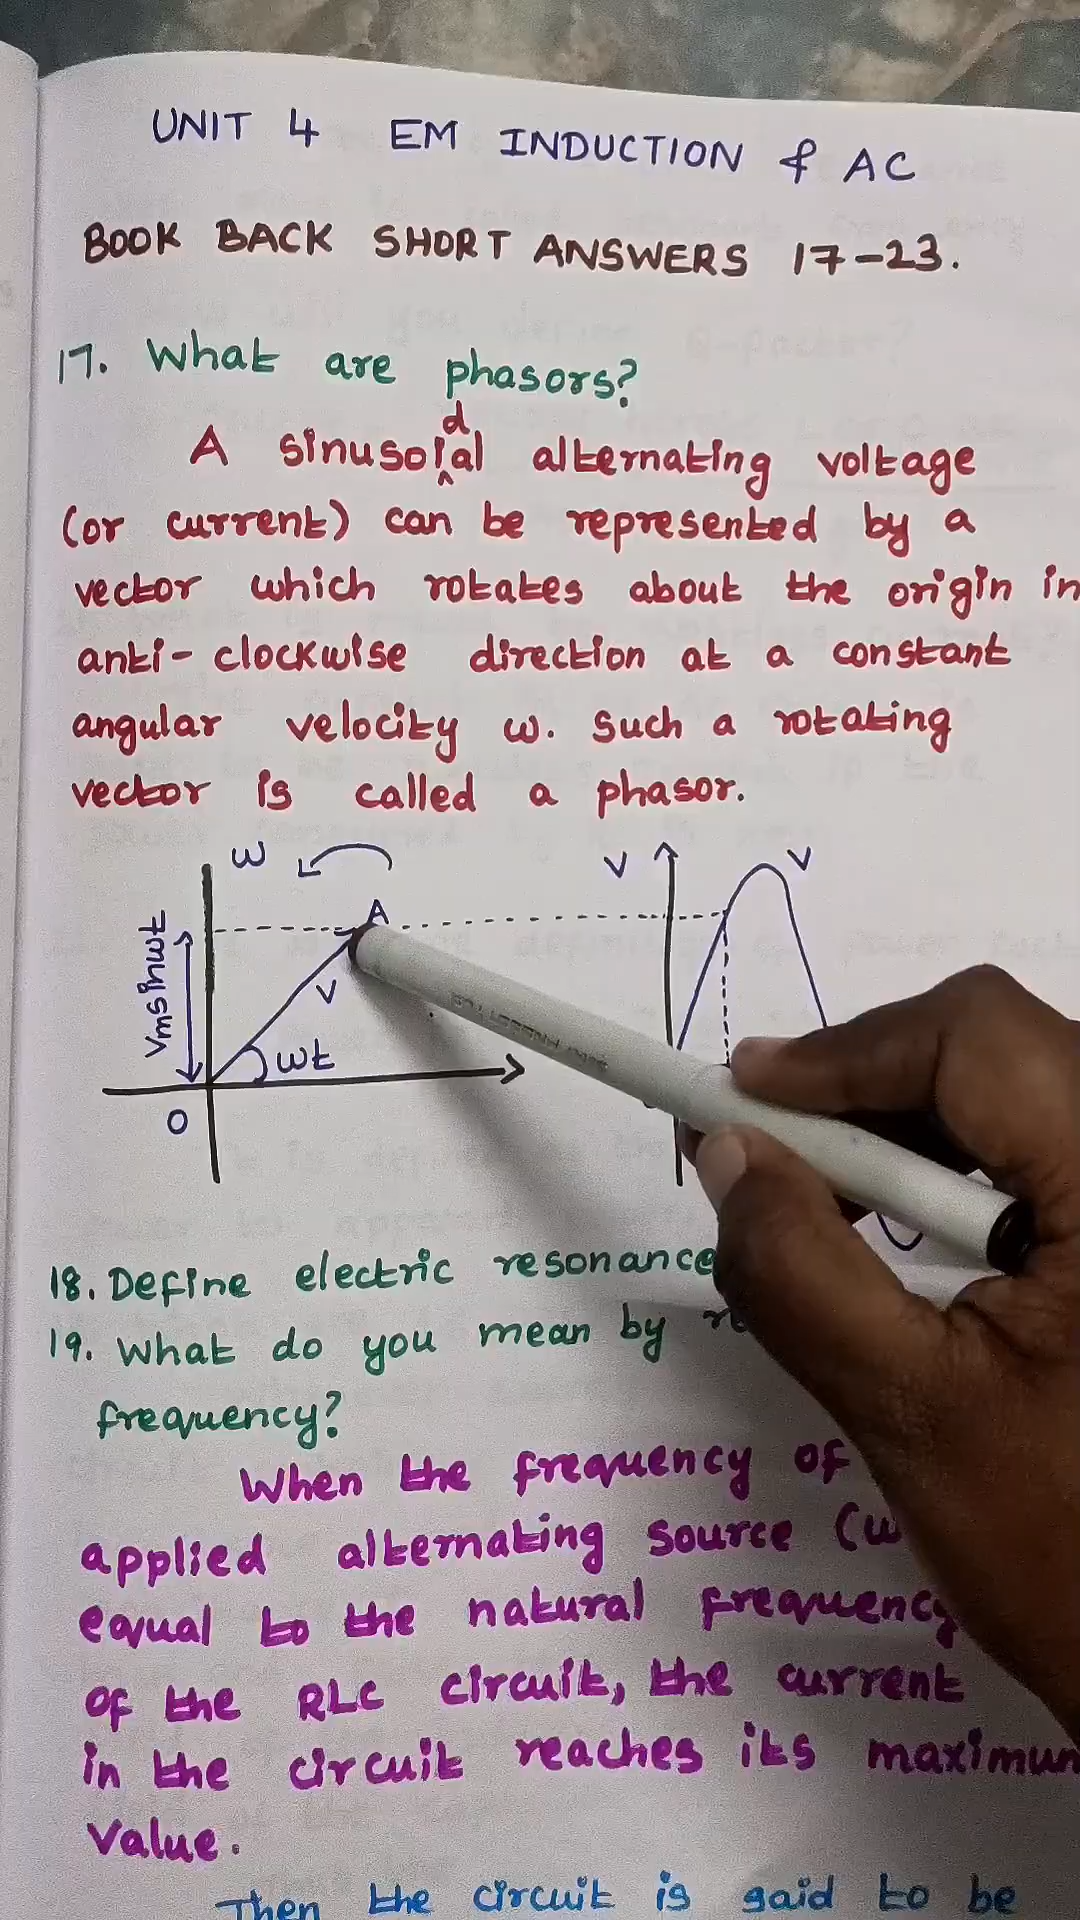 UNIT 4 EM INDUCTION & AC
BOOK BACK SHORT ANSWERS 17-23.
17. What are phasors?
A sinusoidal alternating voltage
(or current) can be represented by a
vector which rotates about the origin in
anti-clockwise direction at a constant
angular velocity ω. Such a rotating
vector is called a phasor.
ω
V
V
A
Vmsinωt
V
ωt
O
18. Define electric resonance
19. What do you mean by
frequency?
When the frequency of
applied alternating source (ω
equal to the natural frequency
of the RLC circuit, the current
in the circuit reaches its maximum
value.
Then the circuit is said to be